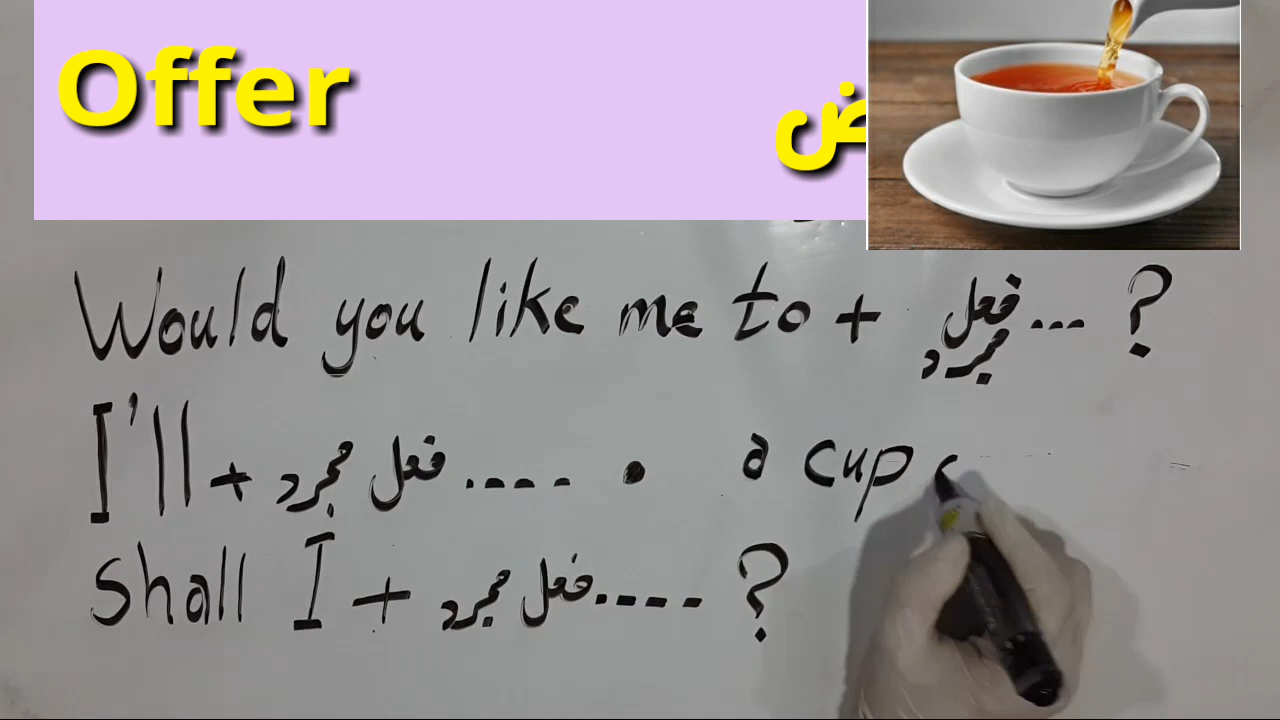 Offer
Would you like me to + فعل مجرد ... ?
I'll + فعل مجرد ..... . a cup
Shall I + فعل مجرد .... ?